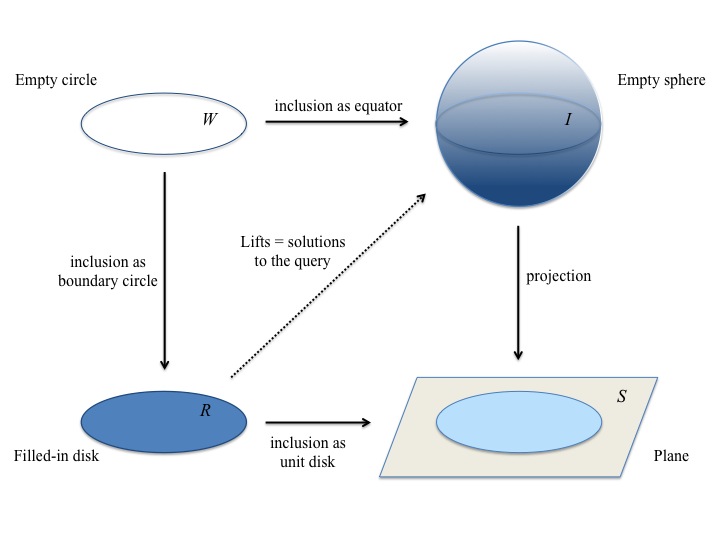 Empty circle
Empty sphere
W
inclusion as equator
I
Lifts = solutions
to the query
inclusion as
boundary circle
projection
R
S
inclusion as
unit disk
Filled-in disk
Plane